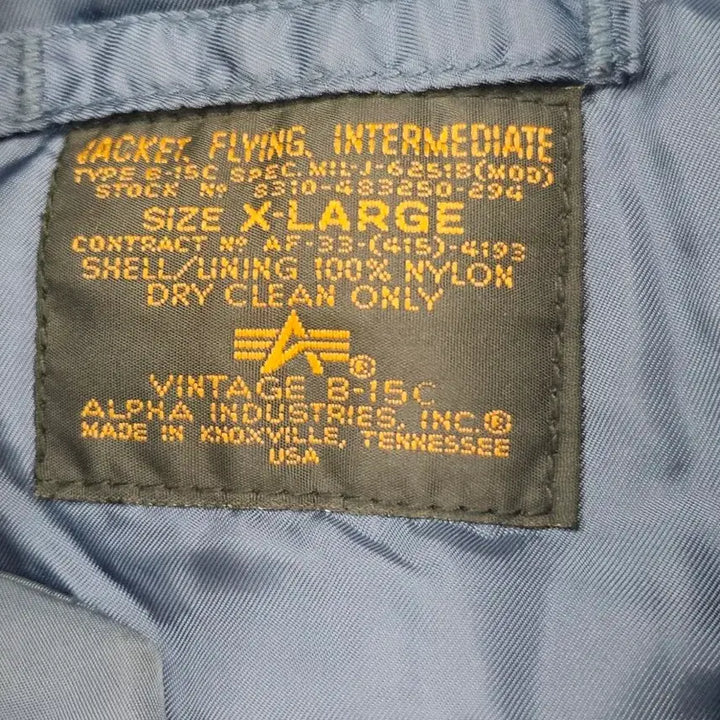 JACKET, FLYING, INTERMEDIATE
TYPE B-15C SPEC. MIL-J-6251B(MOD)
STOCK Nº 8310-483250-294
SIZE X-LARGE
CONTRACT Nº AF-33-(415)-4193
SHELL/LINING 100% NYLON
DRY CLEAN ONLY
®
VINTAGE B-15C
ALPHA INDUSTRIES, INC.®
MADE IN KNOXVILLE, TENNESSEE
USA